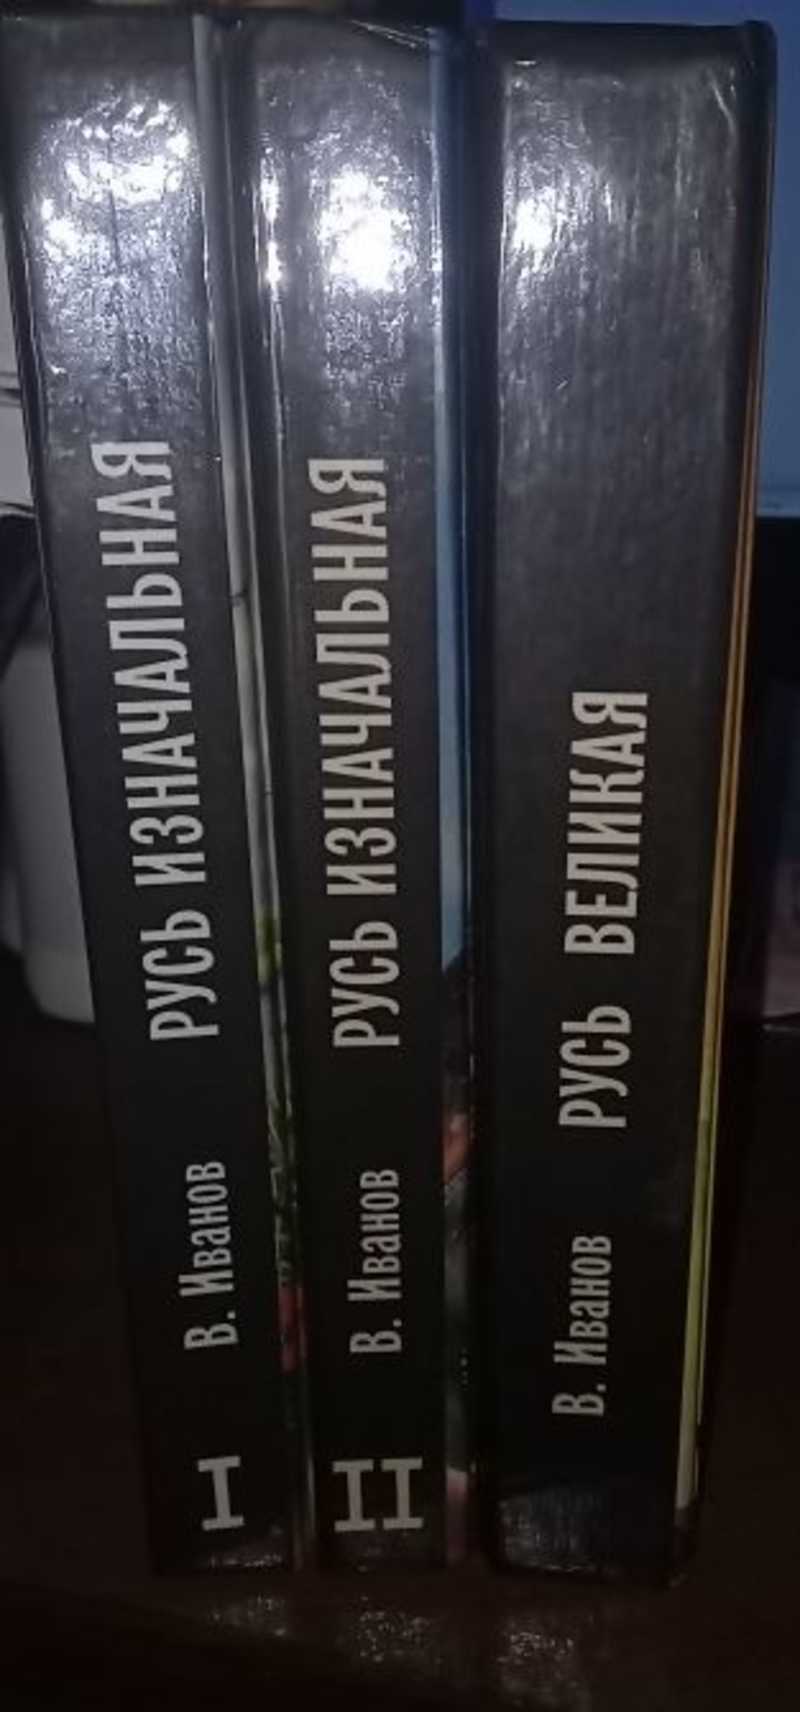 В. Иванов РУСЬ ИЗНАЧАЛЬНАЯ
I
В. Иванов РУСЬ ИЗНАЧАЛЬНАЯ
II
В. Иванов РУСЬ ВЕЛИКАЯ